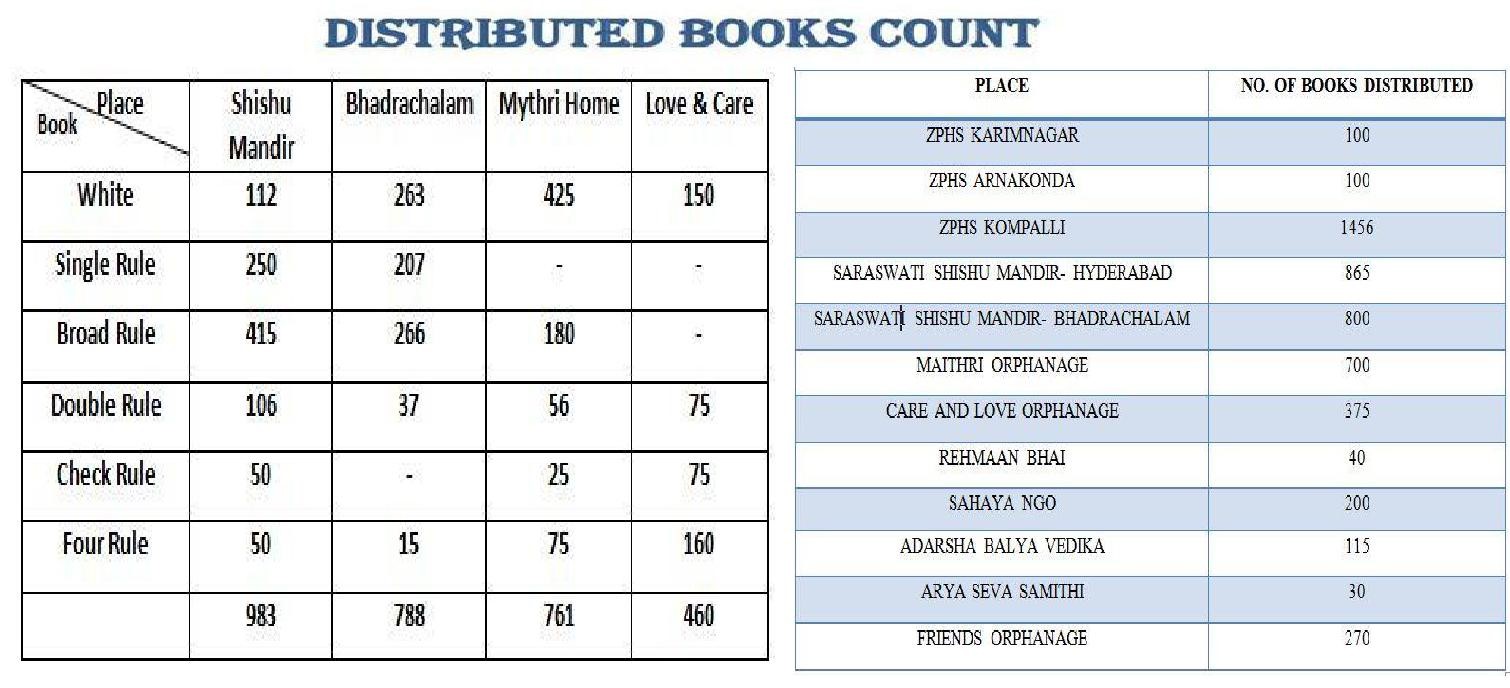 DISTRIBUTED BOOKS COUNT
Place
Book
Shishu Mandir Bhadrachalam Mythri Home Love & Care
White 112 263 425 150
Single Rule 250 207 - -
Broad Rule 415 266 180 -
Double Rule 106 37 56 75
Check Rule 50 - 25 75
Four Rule 50 15 75 160
983 788 761 460
PLACE NO. OF BOOKS DISTRIBUTED
ZPHS KARIMNAGAR 100
ZPHS ARNAKONDA 100
ZPHS KOMPALLI 1456
SARASWATI SHISHU MANDIR- HYDERABAD 865
SARASWATI SHISHU MANDIR- BHADRACHALAM 800
MAITHRI ORPHANAGE 700
CARE AND LOVE ORPHANAGE 375
REHMAAN BHAI 40
SAHAYA NGO 200
ADARSHA BALYA VEDIKA 115
ARYA SEVA SAMITHI 30
FRIENDS ORPHANAGE 270